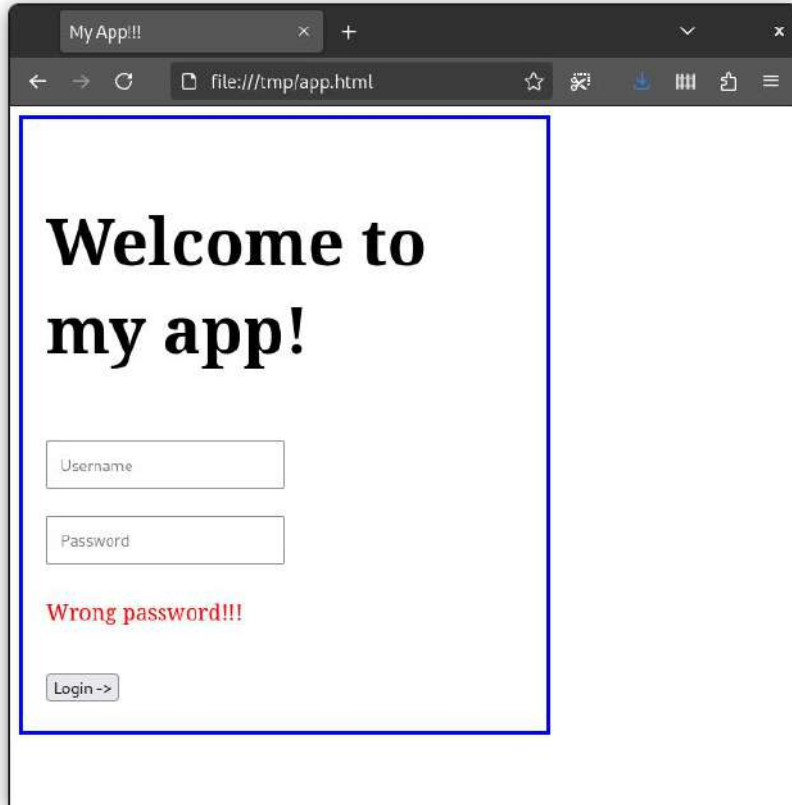 My App!!!
file:///tmp/app.html
Welcome to
my app!
Username
Password
Wrong password!!!
Login ->